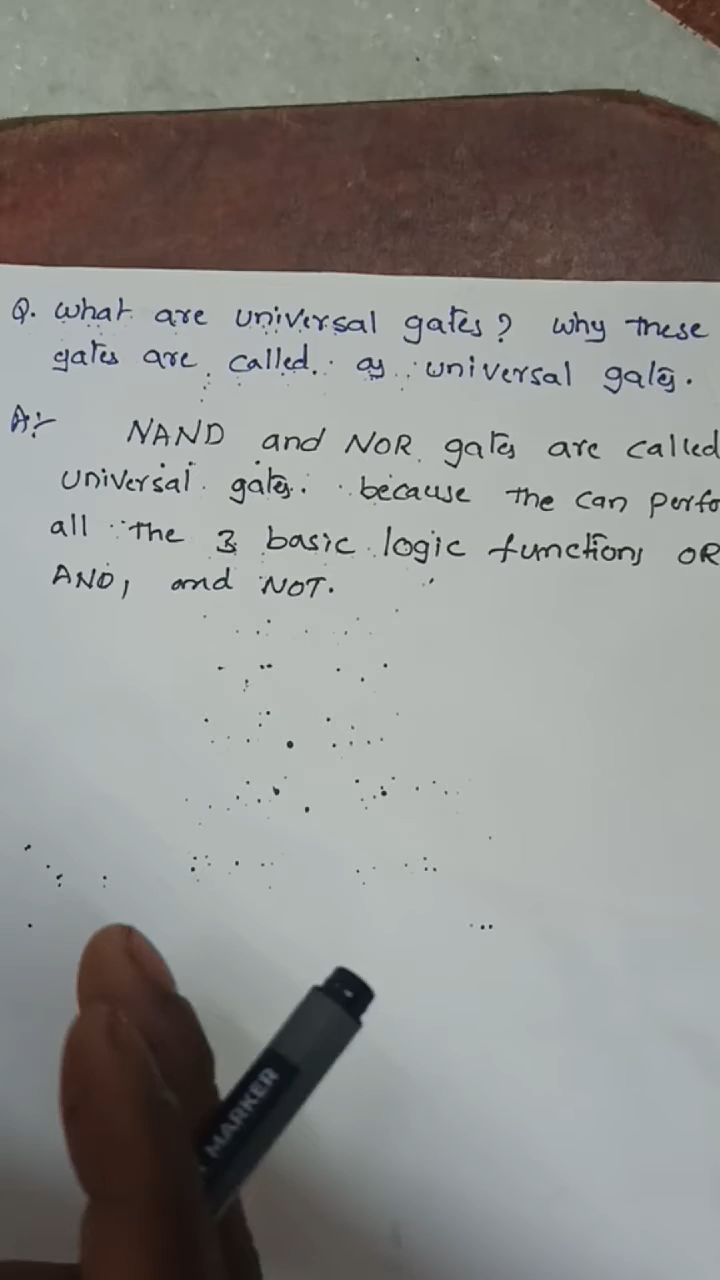 Q. What are universal gates? Why these
gates are called as universal gates.
A:- NAND and NOR gates are called
universal gates. because the can perfo
all the 3 basic logic functions OR
AND, and NOT.
MARKER